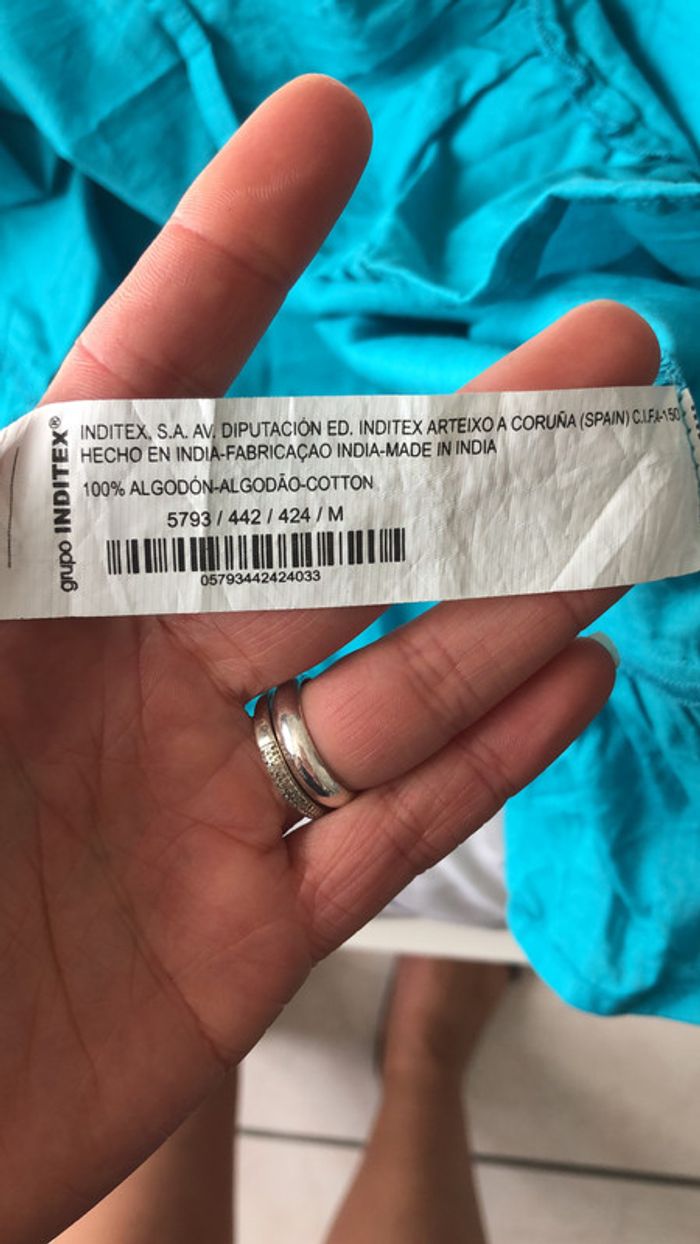 grupo INDITEX®
INDITEX, S.A. AV. DIPUTACIÓN ED. INDITEX ARTEIXO A CORUÑA (SPAIN) C.I.F.A-150
HECHO EN INDIA-FABRICAÇAO INDIA-MADE IN INDIA
100% ALGODÓN-ALGODÃO-COTTON
5793 / 442 / 424 / M
05793442424033